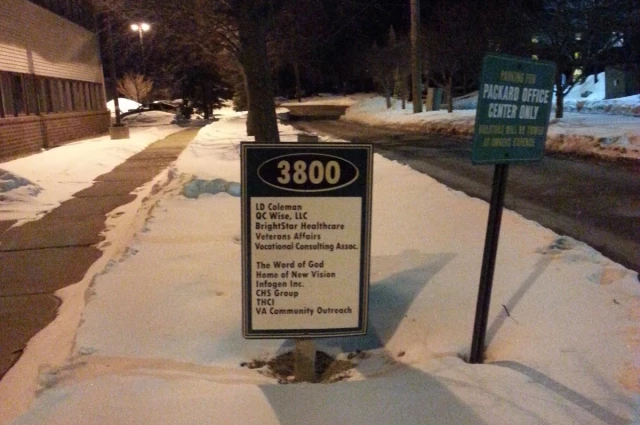 3800
LD Coleman
QC Wise, LLC
BrightStar Healthcare
Veterans Affairs
Vocational Consulting Assoc.
The Word of God
Home of New Vision
Infogen Inc.
CHS Group
THCI
VA Community Outreach
PARKING FOR
PACKARD OFFICE
CENTER ONLY
VIOLATORS WILL BE TOWED
AT OWNERS EXPENSE